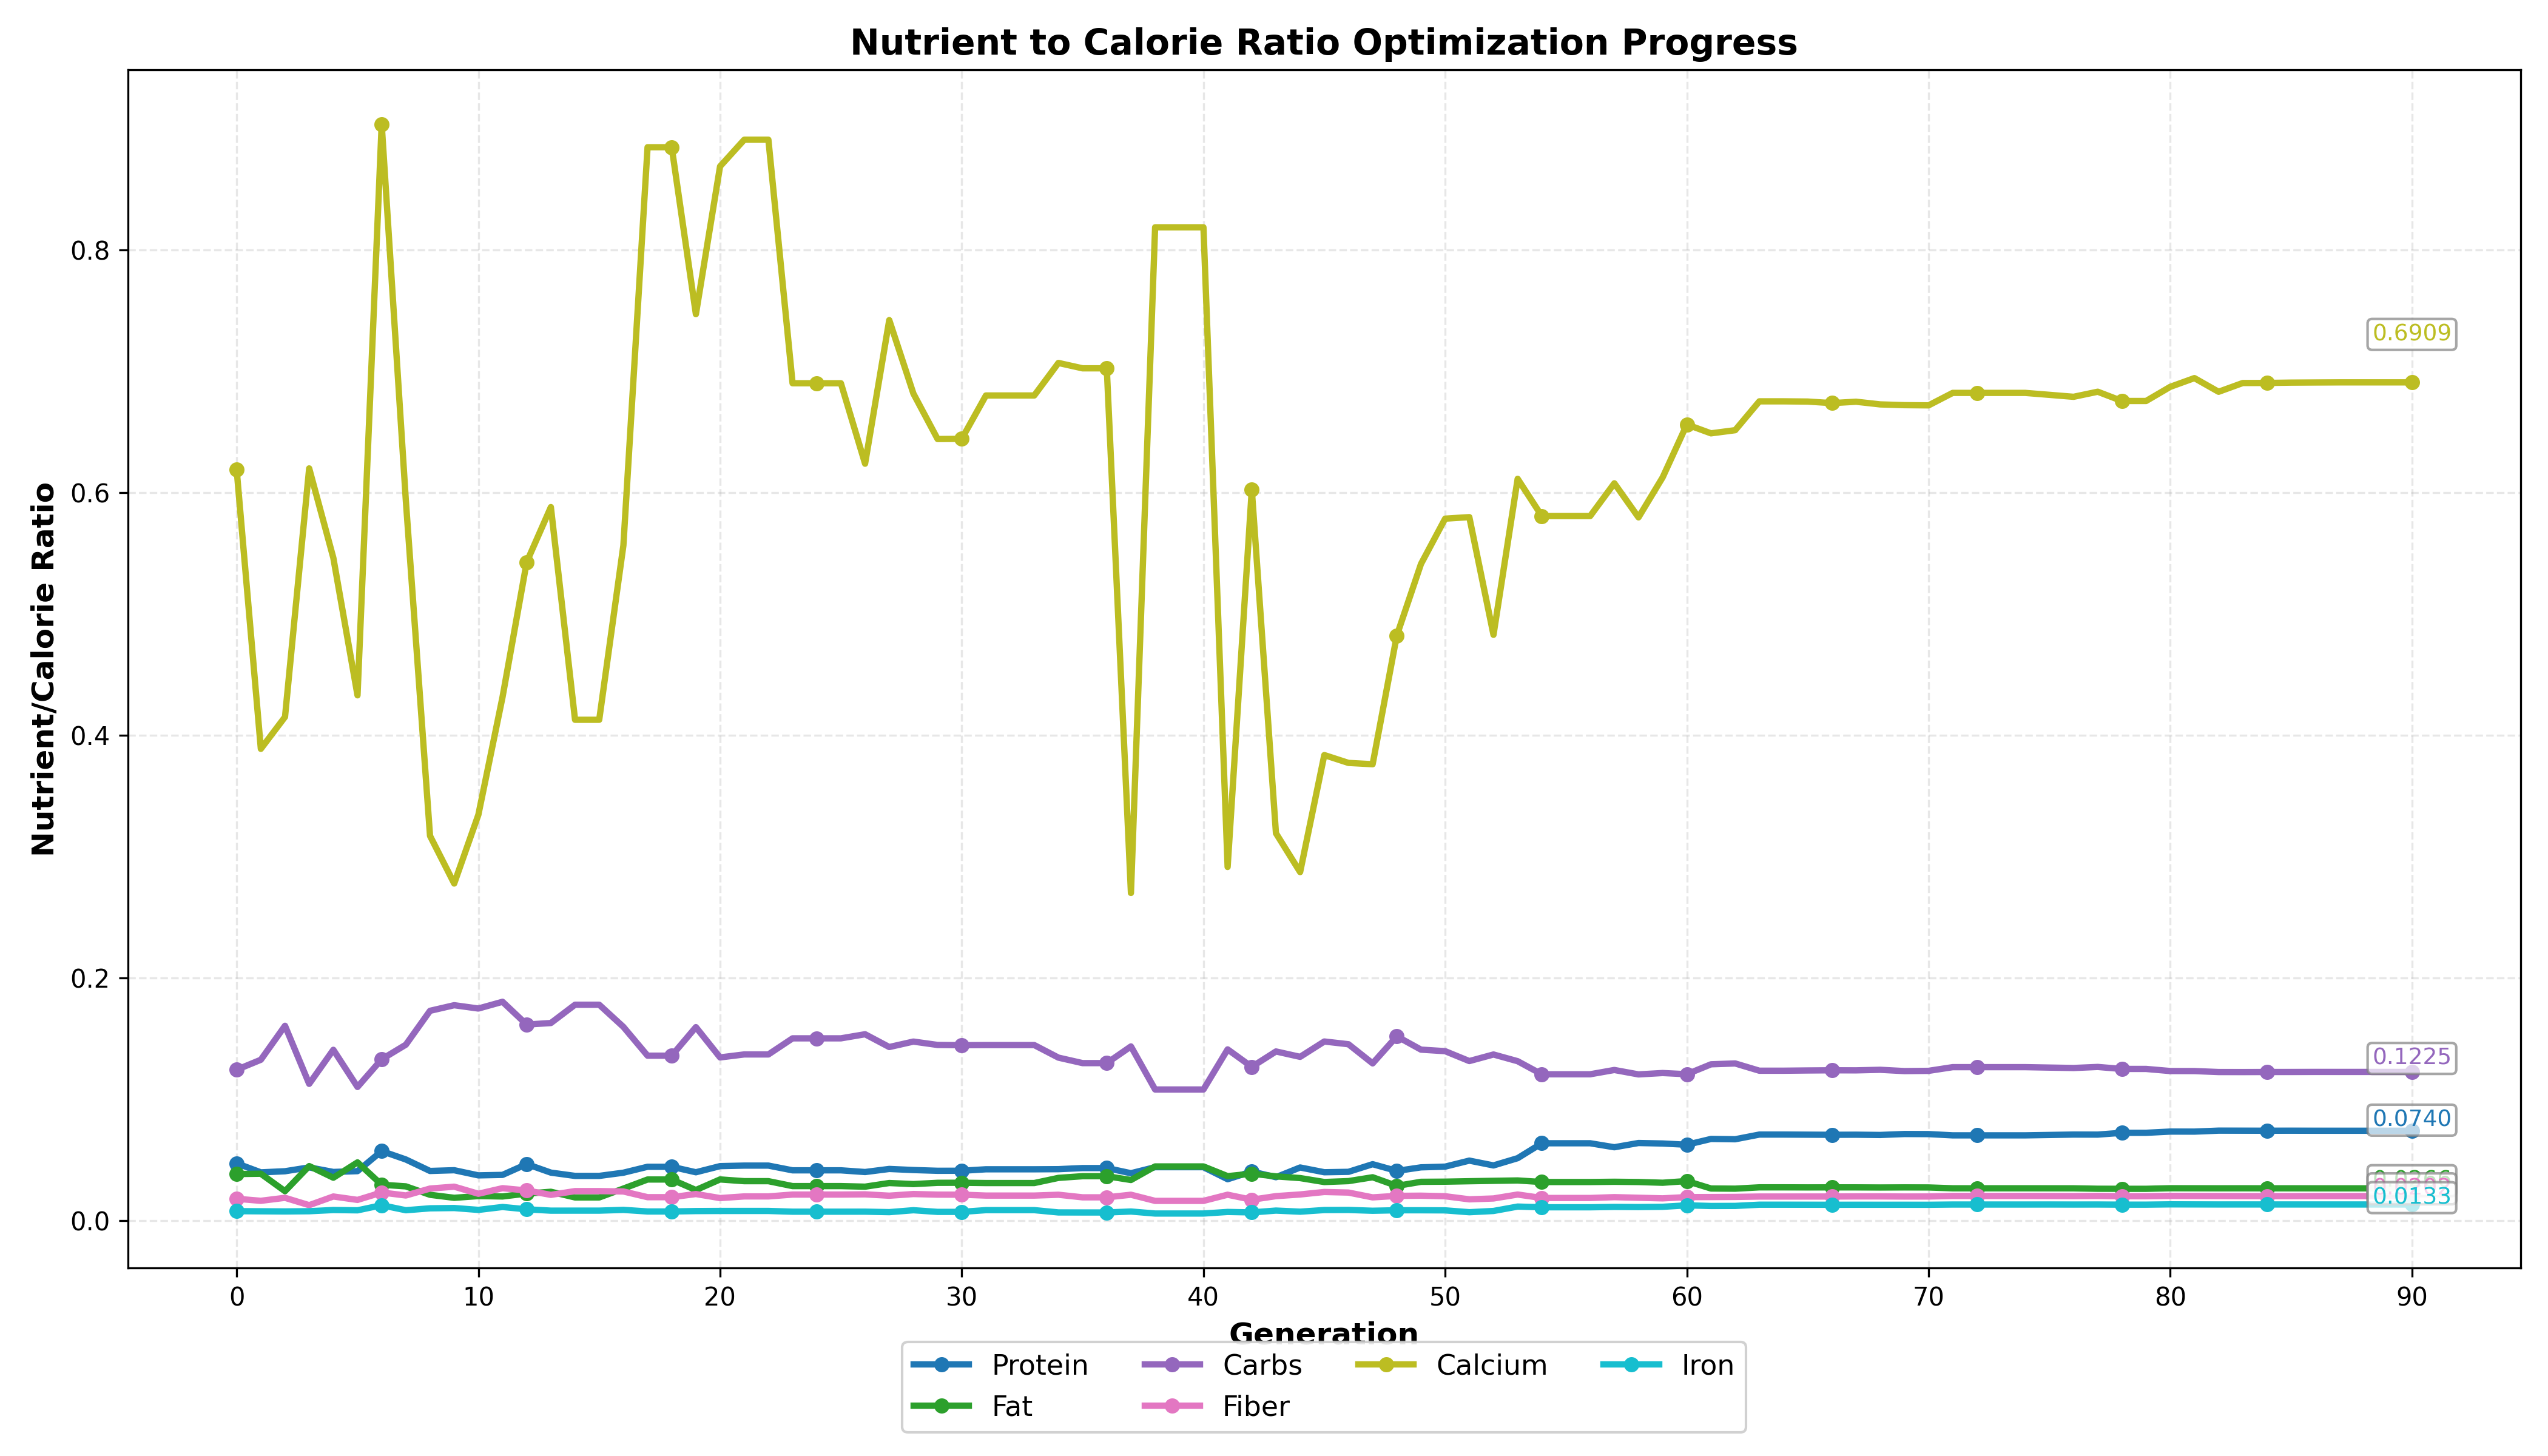 Nutrient to Calorie Ratio Optimization Progress
Nutrient/Calorie Ratio
0.8
0.6
0.4
0.2
0.0
0.6909
0.1225
0.0740
0.0133
0 10 20 30 40 50 60 70 80 90
Generation
Protein Carbs Calcium Iron
Fat Fiber